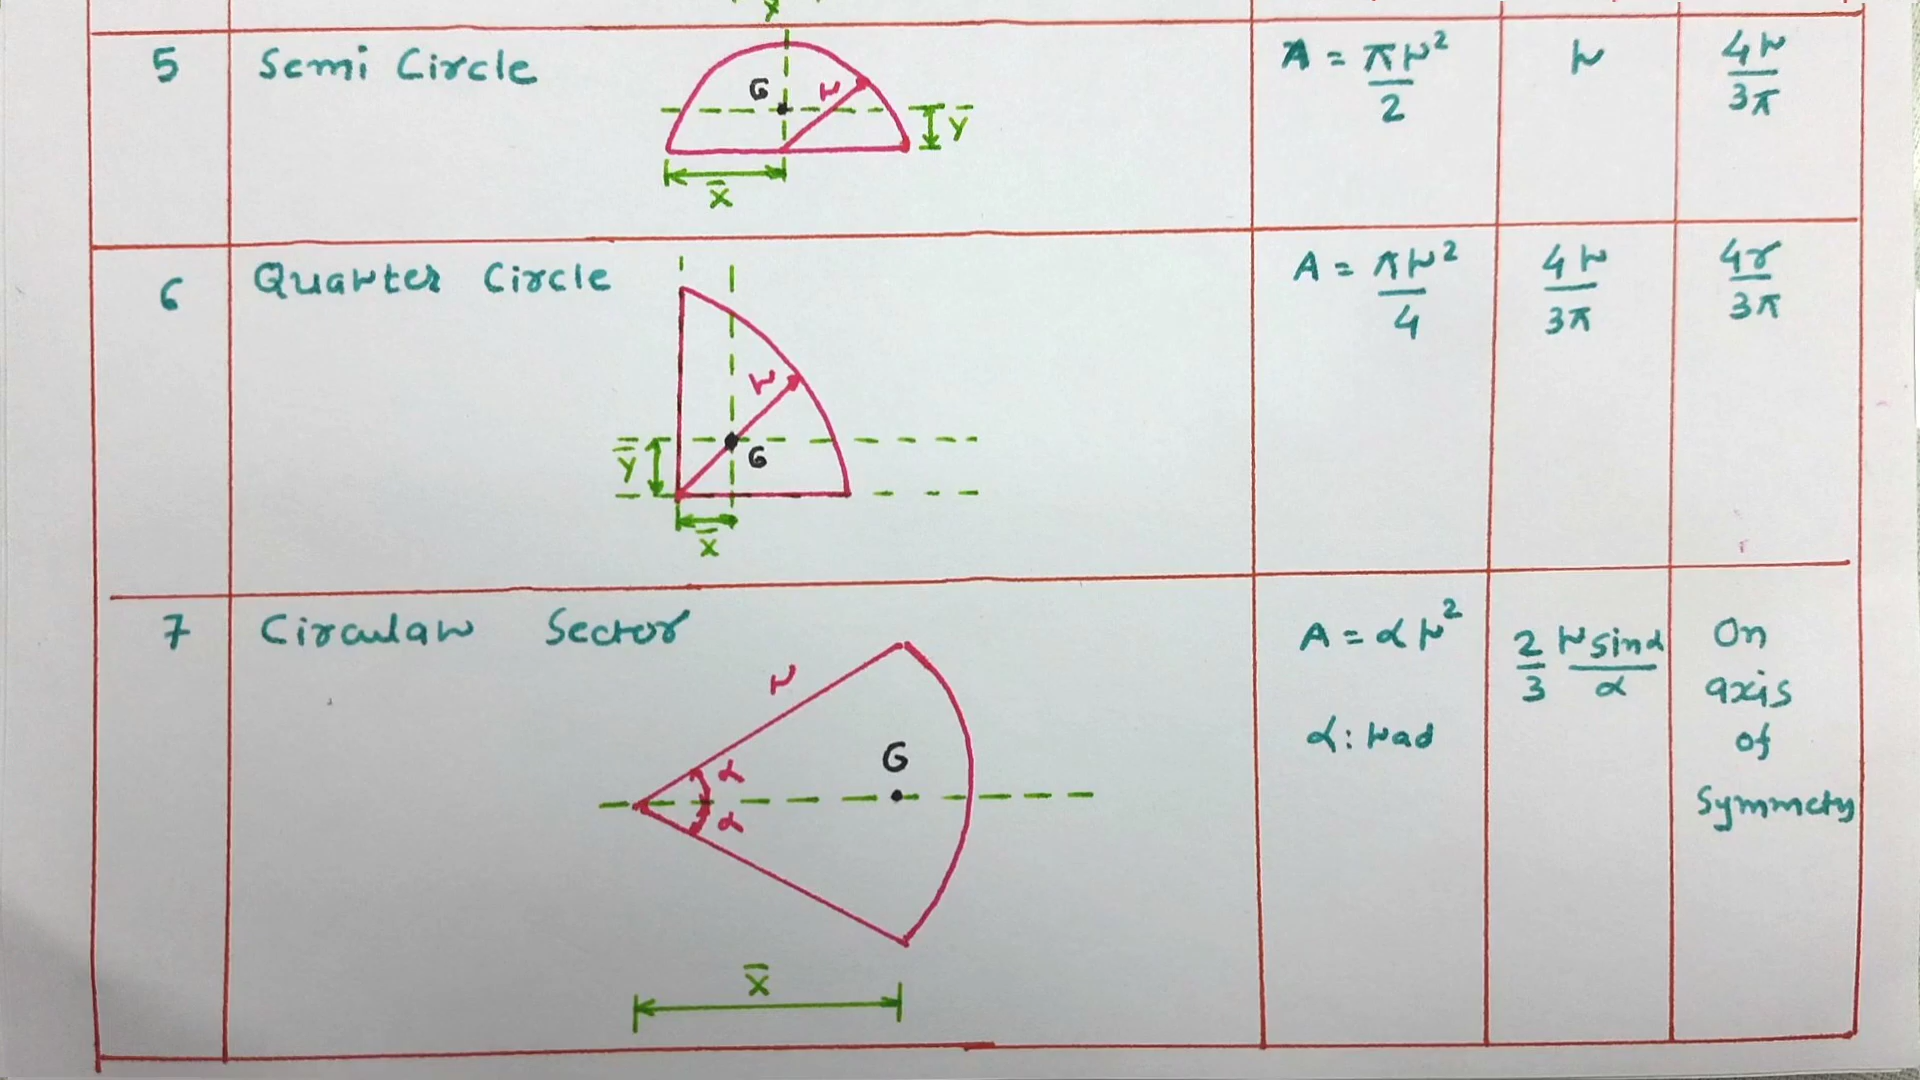 x
5 Semi Circle A = πr²/2 r 4r/3π
G r ȳ
x̄
6 Quarter Circle A = πr²/4 4r/3π 4r/3π
r
ȳ G
x̄
7 Circular Sector A = αr² 2/3 r sinα/α On
r axis
α: rad of
G
α
α Symmetry
x̄